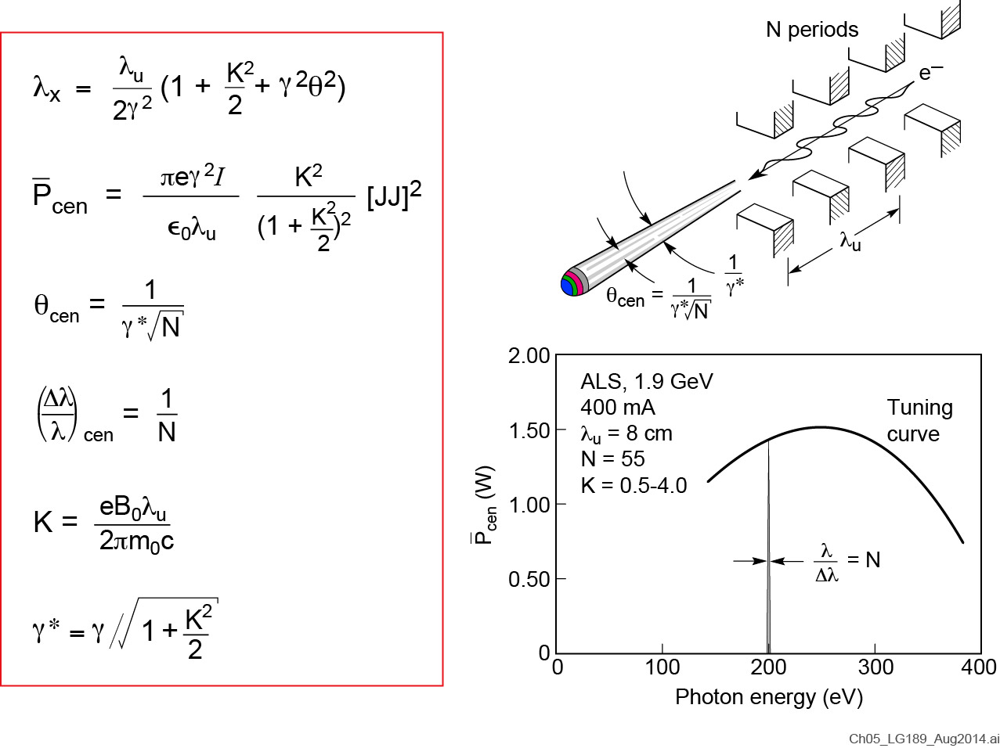 λx = λu/2γ² (1 + K²/2 + γ²θ²)
P̅cen = πeγ²I/ϵ₀λu K²/(1 + K²/2)² [JJ]²
θcen = 1/γ*√N
(Δλ/λ)cen = 1/N
K = eB₀λu/2πm₀c
γ* = γ/√1 + K²/2
N periods
e–
λu
1/γ*
θcen = 1/γ*√N
2.00
1.50
1.00
0.50
0
P̅cen (W)
ALS, 1.9 GeV
400 mA
λu = 8 cm
N = 55
K = 0.5-4.0
Tuning
curve
λ/Δλ = N
0 100 200 300 400
Photon energy (eV)
Ch05_LG189_Aug2014.ai